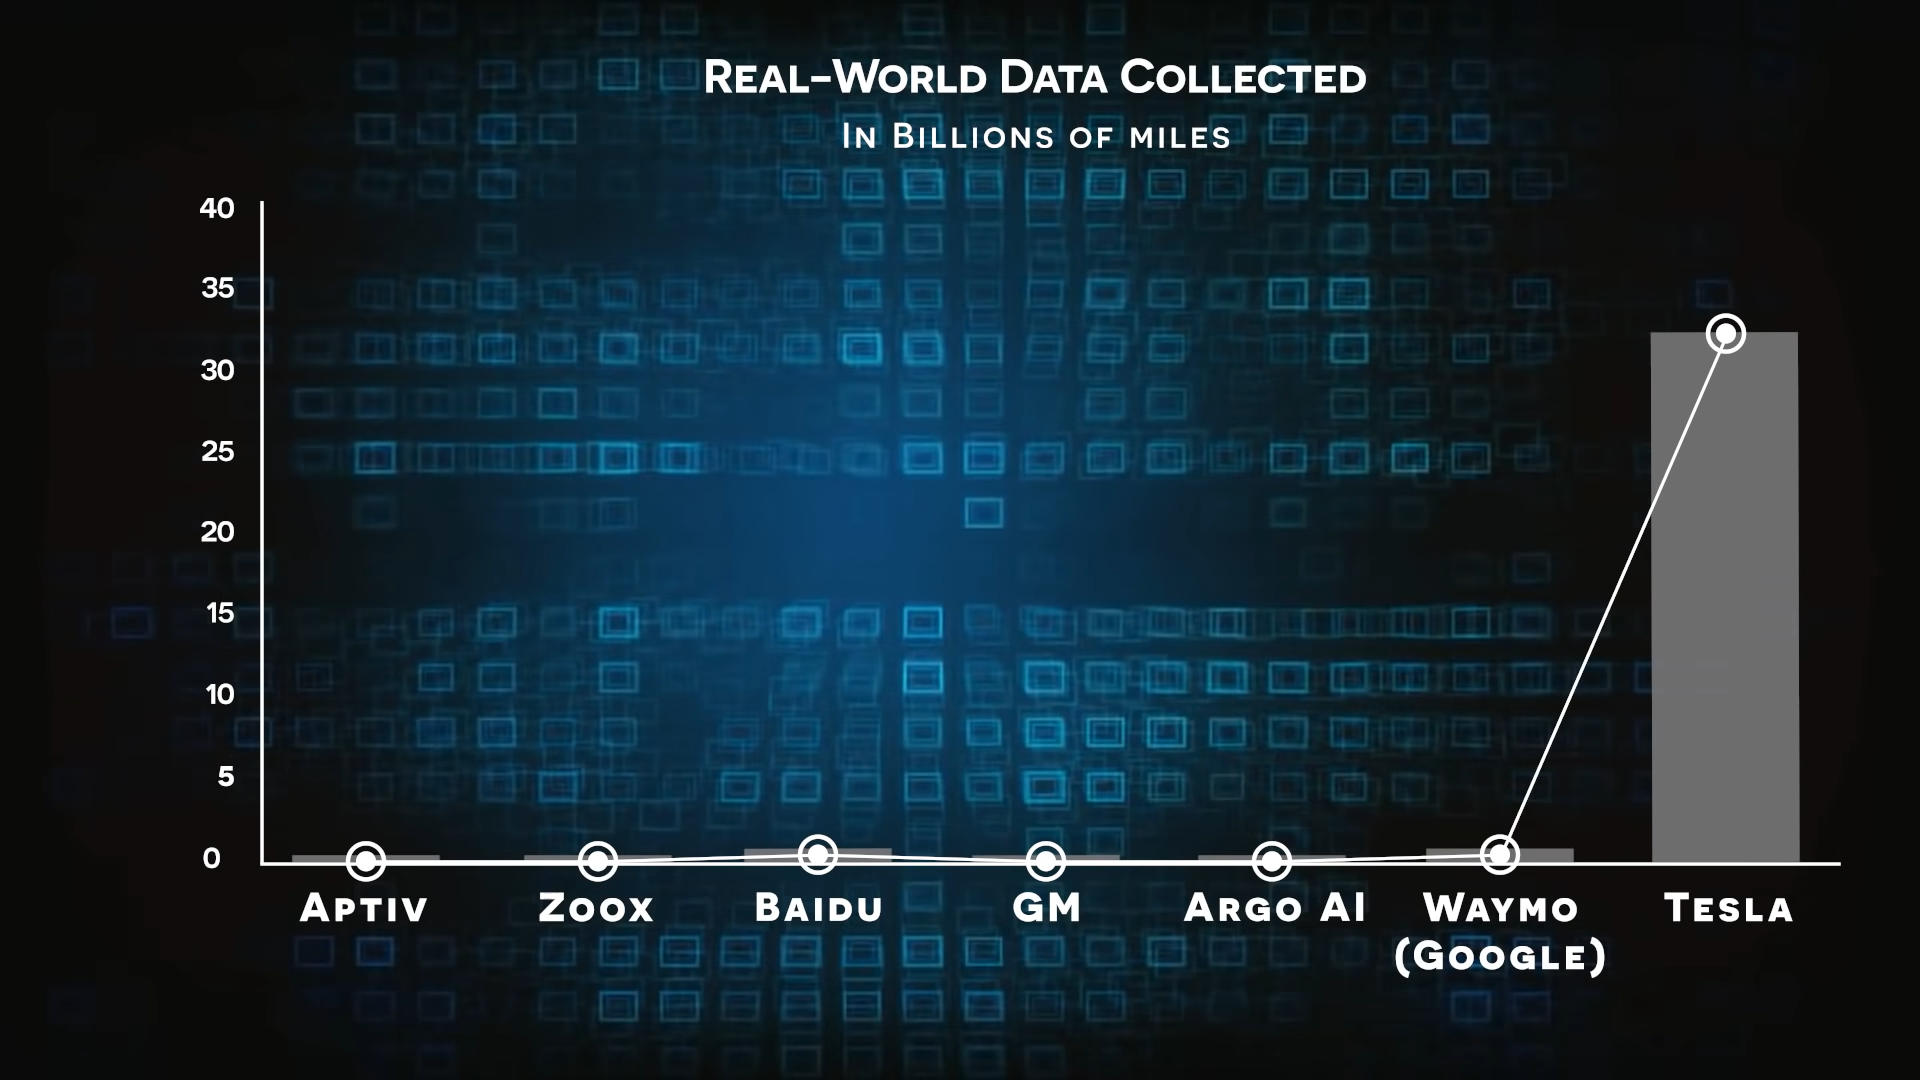 Real-World Data Collected
In Billions of miles
40
35
30
25
20
15
10
5
0
Aptiv Zoox Baidu GM Argo AI Waymo Tesla
(Google)